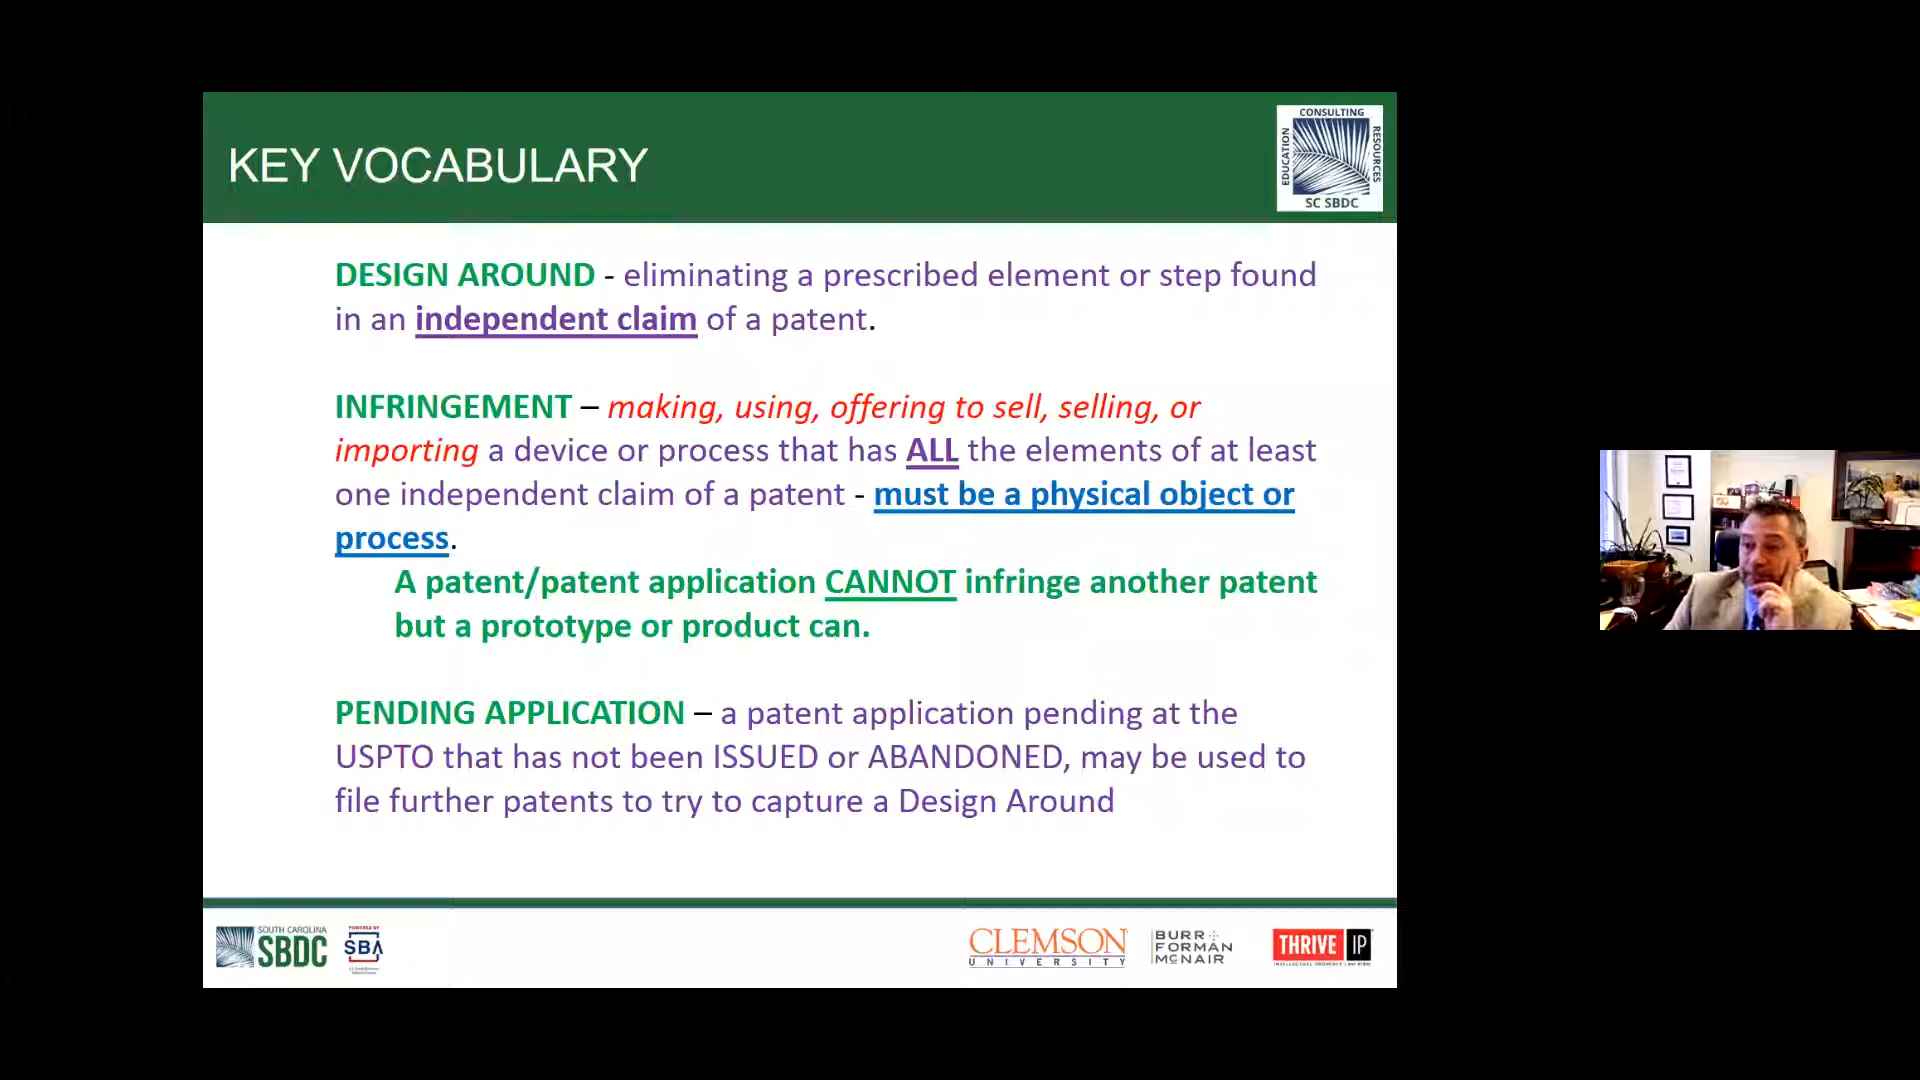 KEY VOCABULARY
CONSULTING
EDUCATION
RESOURCES
SC SBDC
DESIGN AROUND - eliminating a prescribed element or step found
in an independent claim of a patent.
INFRINGEMENT – making, using, offering to sell, selling, or
importing a device or process that has ALL the elements of at least
one independent claim of a patent - must be a physical object or
process.
A patent/patent application CANNOT infringe another patent
but a prototype or product can.
PENDING APPLICATION – a patent application pending at the
USPTO that has not been ISSUED or ABANDONED, may be used to
file further patents to try to capture a Design Around
SOUTH CAROLINA
SBDC
POWERED BY
SBA
CLEMSON
UNIVERSITY
BURR
FORMAN
MCNAIR
THRIVE IP